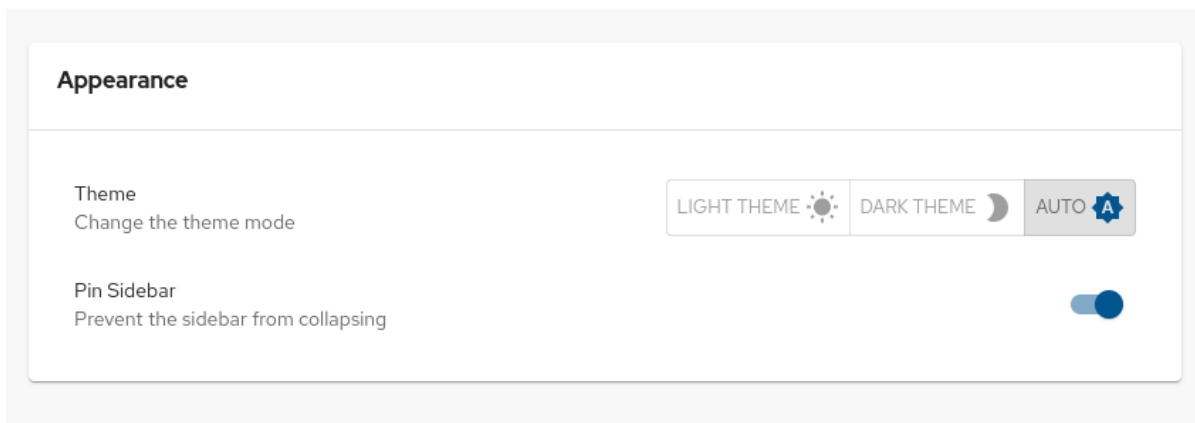 Appearance
Theme
Change the theme mode
LIGHT THEME DARK THEME AUTO A
Pin Sidebar
Prevent the sidebar from collapsing